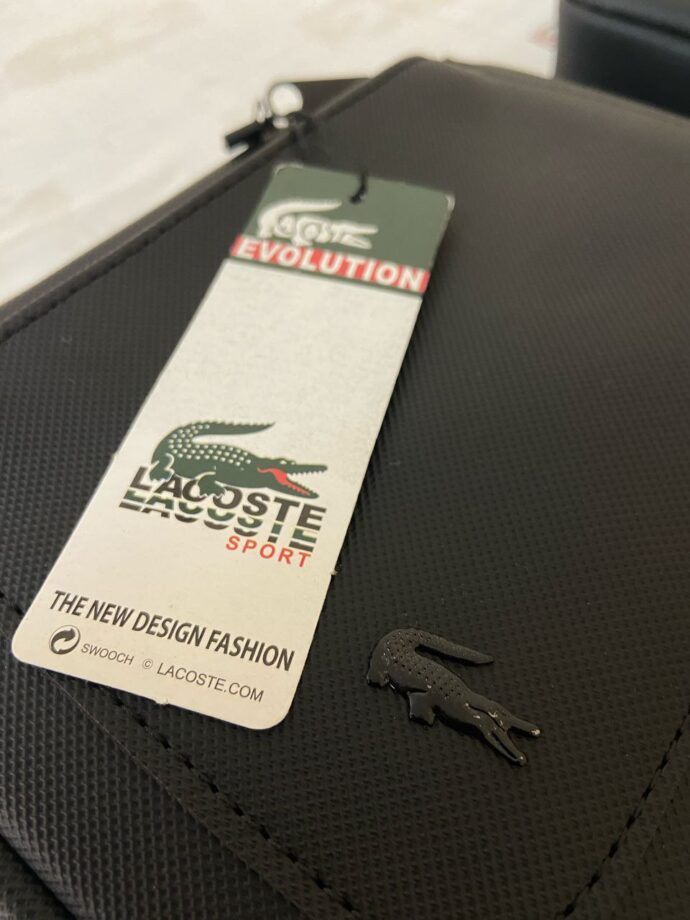 LACOSTE
EVOLUTION
LACOSTE
LACOSTE
SPORT
THE NEW DESIGN FASHION
SWOOCH © LACOSTE.COM